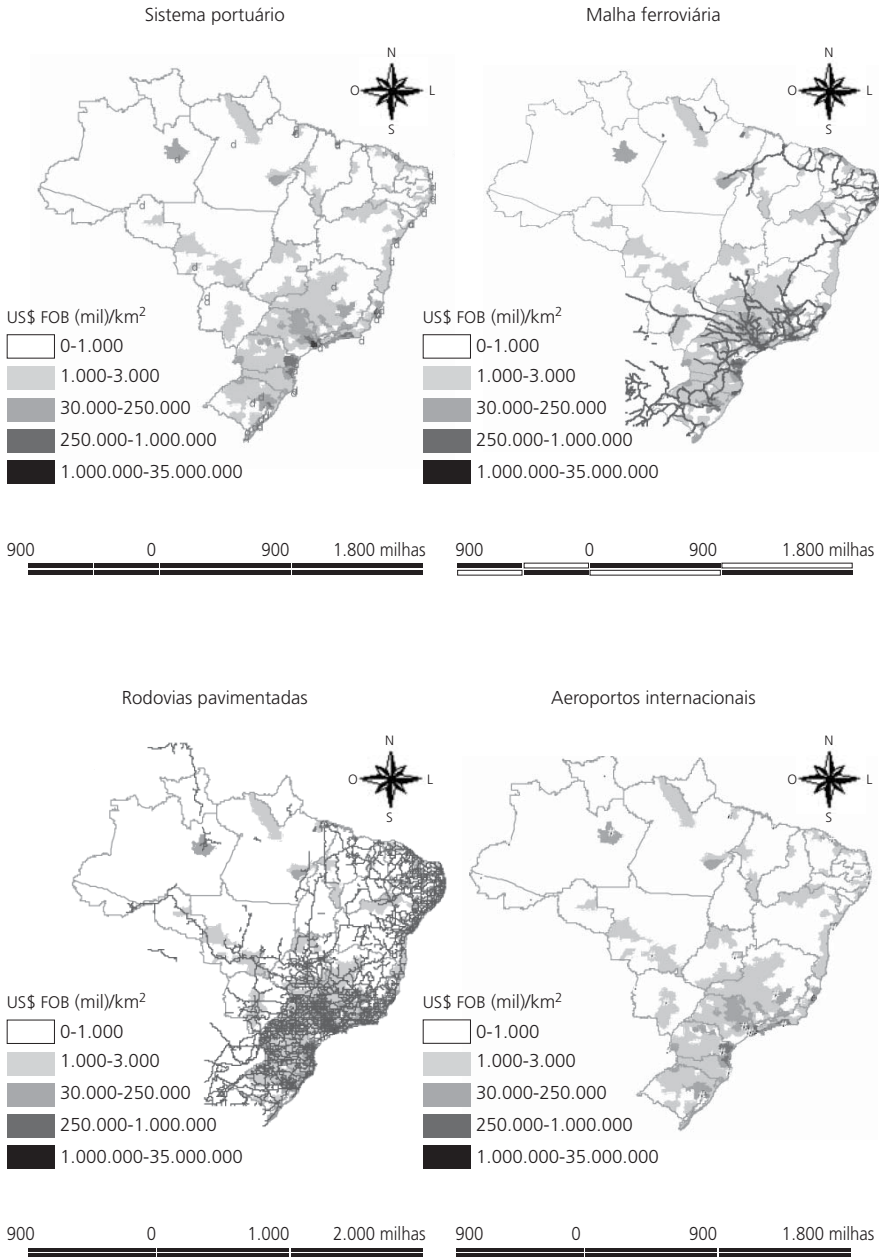 Sistema portuário
N
O
L
S
US$ FOB (mil)/km²
0-1.000
1.000-3.000
30.000-250.000
250.000-1.000.000
1.000.000-35.000.000
900 0 900 1.800 milhas
Malha ferroviária
N
O
L
S
US$ FOB (mil)/km²
0-1.000
1.000-3.000
30.000-250.000
250.000-1.000.000
1.000.000-35.000.000
900 0 900 1.800 milhas
Rodovias pavimentadas
N
O
L
S
US$ FOB (mil)/km²
0-1.000
1.000-3.000
30.000-250.000
250.000-1.000.000
1.000.000-35.000.000
900 0 1.000 2.000 milhas
Aeroportos internacionais
N
O
L
S
US$ FOB (mil)/km²
0-1.000
1.000-3.000
30.000-250.000
250.000-1.000.000
1.000.000-35.000.000
900 0 900 1.800 milhas